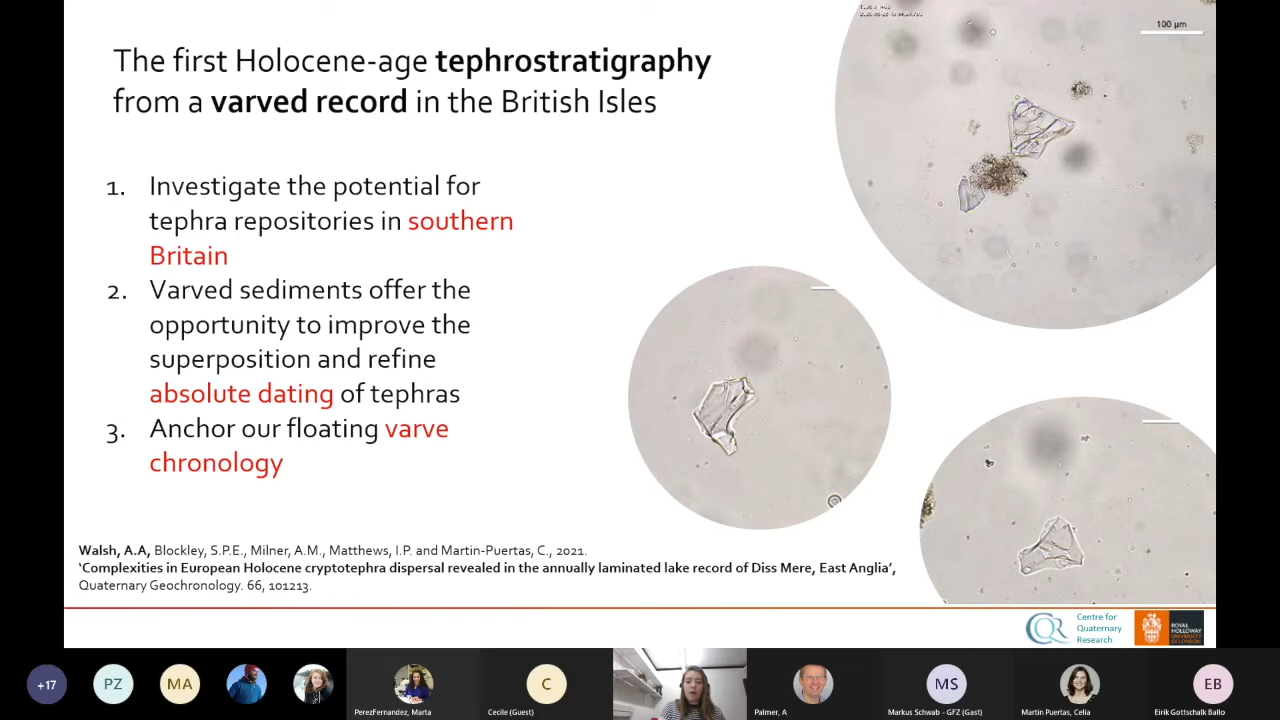 100 µm
The first Holocene-age tephrostratigraphy
from a varved record in the British Isles
1. Investigate the potential for
tephra repositories in southern
Britain
2. Varved sediments offer the
opportunity to improve the
superposition and refine
absolute dating of tephras
3. Anchor our floating varve
chronology
Walsh, A.A, Blockley, S.P.E., Milner, A.M., Matthews, I.P. and Martin-Puertas, C., 2021.
‘Complexities in European Holocene cryptotephra dispersal revealed in the annually laminated lake record of Diss Mere, East Anglia’,
Quaternary Geochronology. 66, 101213.
Centre for
Quaternary
Research
ROYAL
HOLLOWAY
UNIVERSITY
OF LONDON
+17
PZ
MA
PerezFernandez, Marta
C
Cecile (Guest)
Palmer, A
MS
Markus Schwab - GFZ (Gast)
Martin Puertas, Celia
EB
Eirik Gottschalk Ballo